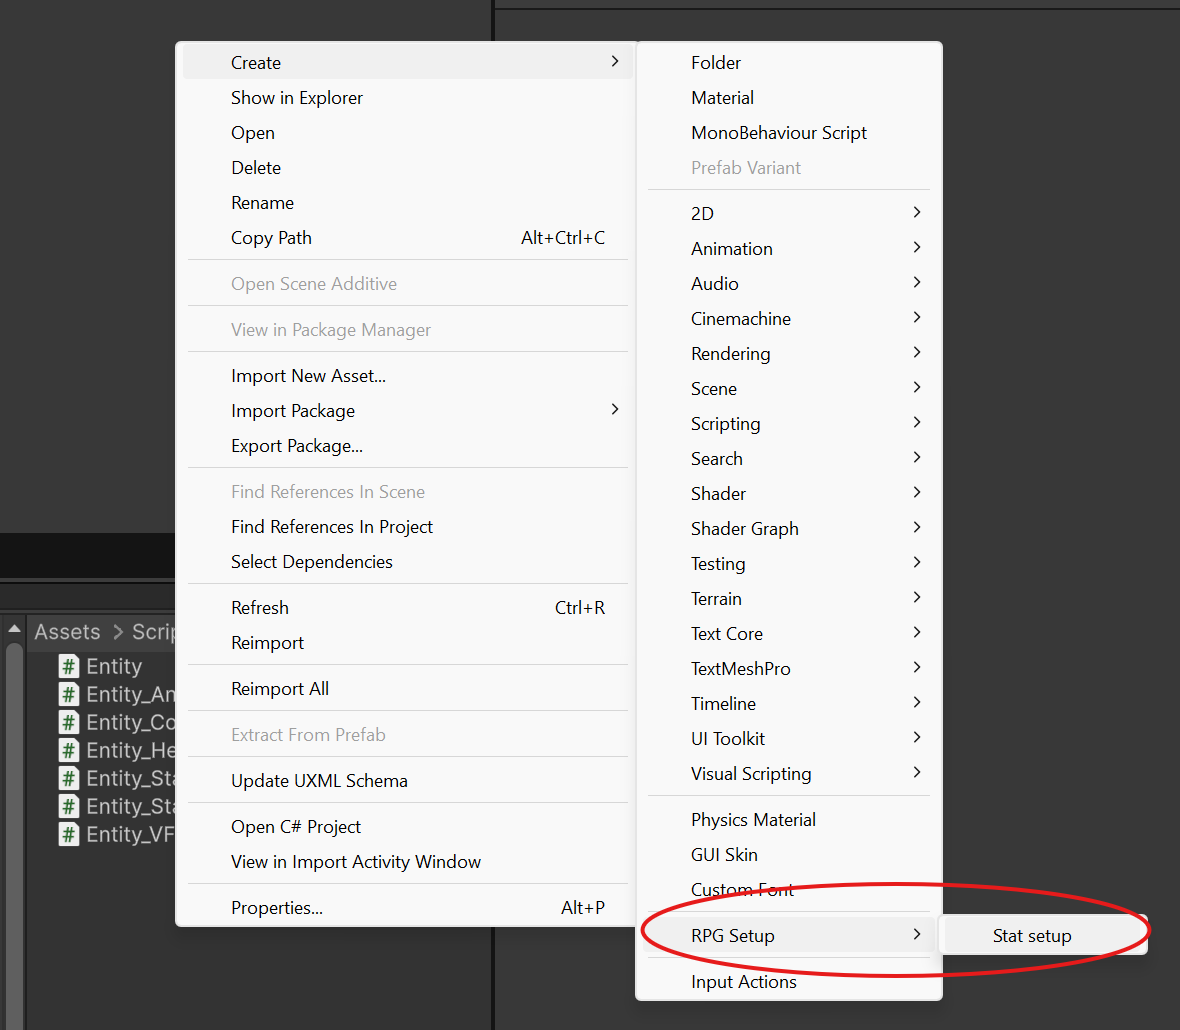 Create
Show in Explorer
Open
Delete
Rename
Copy Path Alt+Ctrl+C
Open Scene Additive
View in Package Manager
Import New Asset...
Import Package
Export Package...
Find References In Scene
Find References In Project
Select Dependencies
Refresh Ctrl+R
Reimport
Reimport All
Extract From Prefab
Update UXML Schema
Open C# Project
View in Import Activity Window
Properties... Alt+P
Folder
Material
MonoBehaviour Script
Prefab Variant
2D
Animation
Audio
Cinemachine
Rendering
Scene
Scripting
Search
Shader
Shader Graph
Testing
Terrain
Text Core
TextMeshPro
Timeline
UI Toolkit
Visual Scripting
Physics Material
GUI Skin
Custom Font
RPG Setup
Input Actions
Stat setup
Assets > Scrip
# Entity
# Entity_An
# Entity_Co
# Entity_He
# Entity_Sta
# Entity_Sta
# Entity_VF